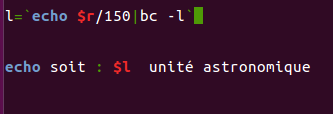 l=`echo $r/150|bc -l`
echo soit : $l  unité astronomique